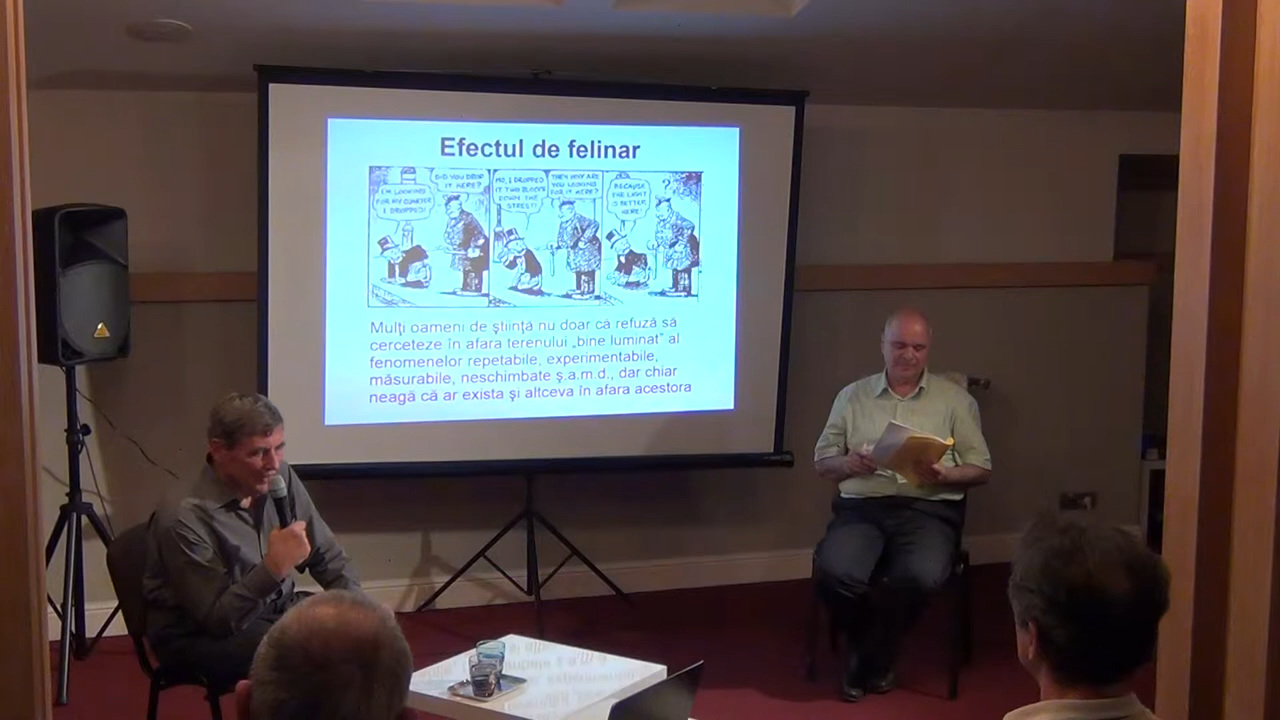 Efectul de felinar
I'M LOOKING
FOR MY QUARTER
I DROPPED!
DID YOU DROP
IT HERE?
NO, I DROPPED
IT TWO BLOCKS
DOWN THE
STREET!
THEN WHY ARE
YOU LOOKING
FOR IT HERE?
BECAUSE
THE LIGHT
IS BETTER
HERE!
?
Mulţi oameni de ştiinţă nu doar că refuză să
cerceteze în afara terenului „bine luminat” al
fenomenelor repetabile, experimentabile,
măsurabile, neschimbate ş.a.m.d., dar chiar
neagă că ar exista şi altceva în afara acestora